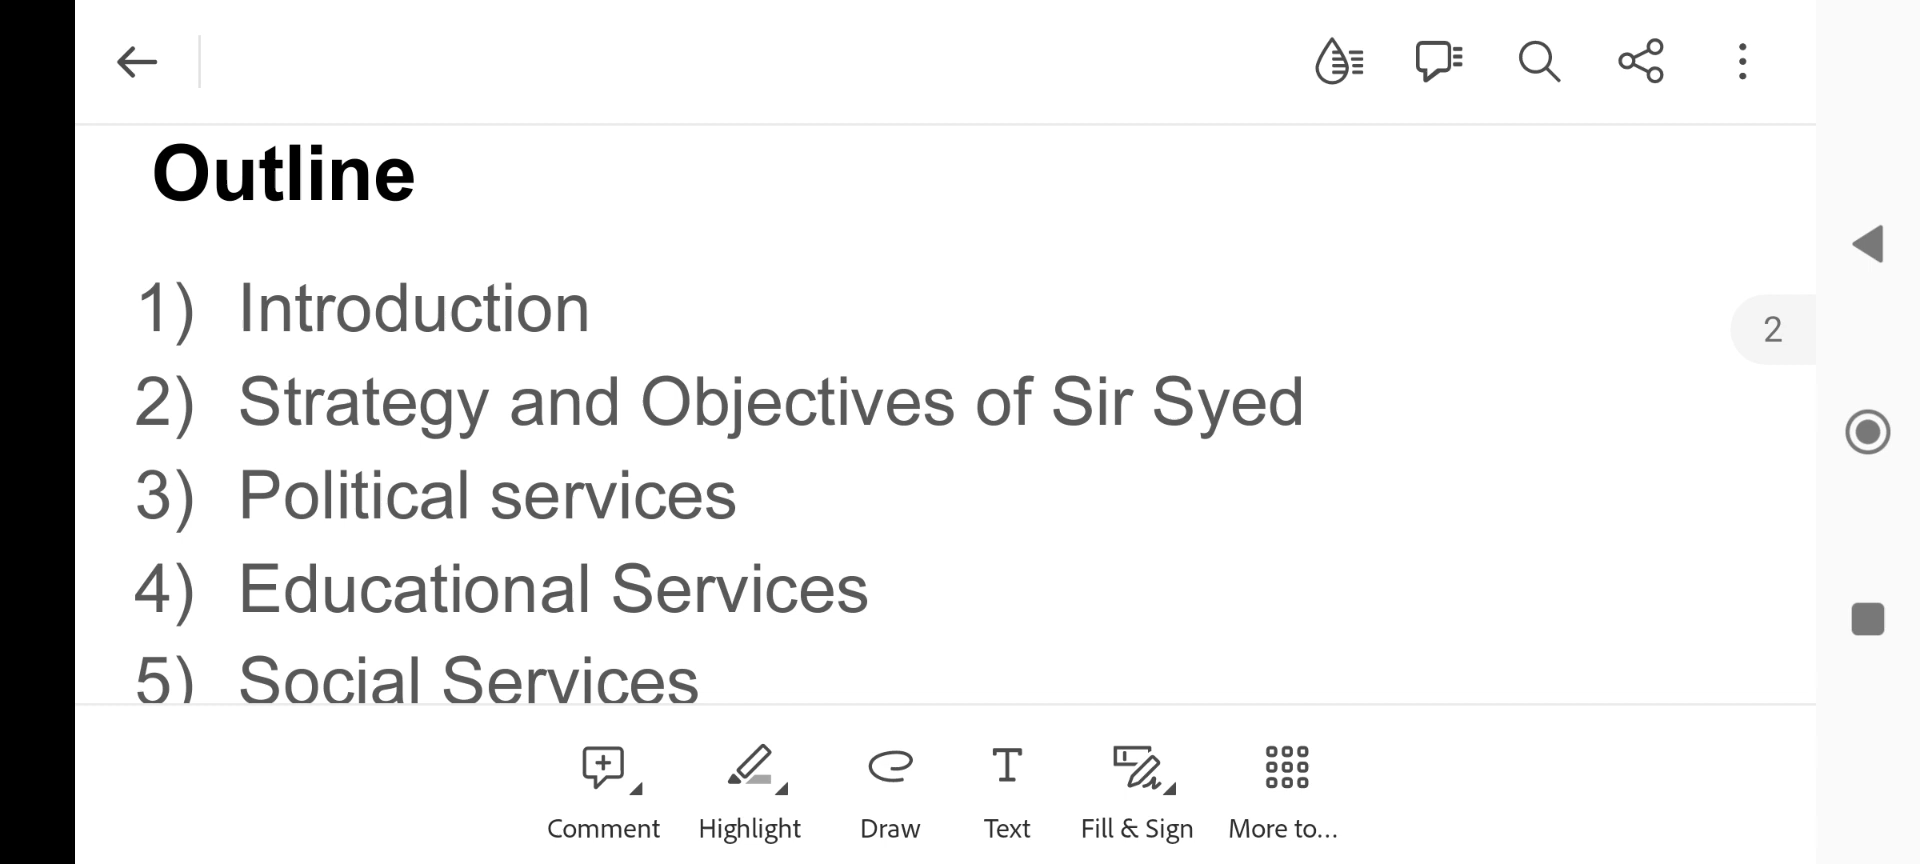 Outline
1) Introduction
2) Strategy and Objectives of Sir Syed
3) Political services
4) Educational Services
5) Social Services
2
Comment Highlight Draw Text Fill & Sign More to...